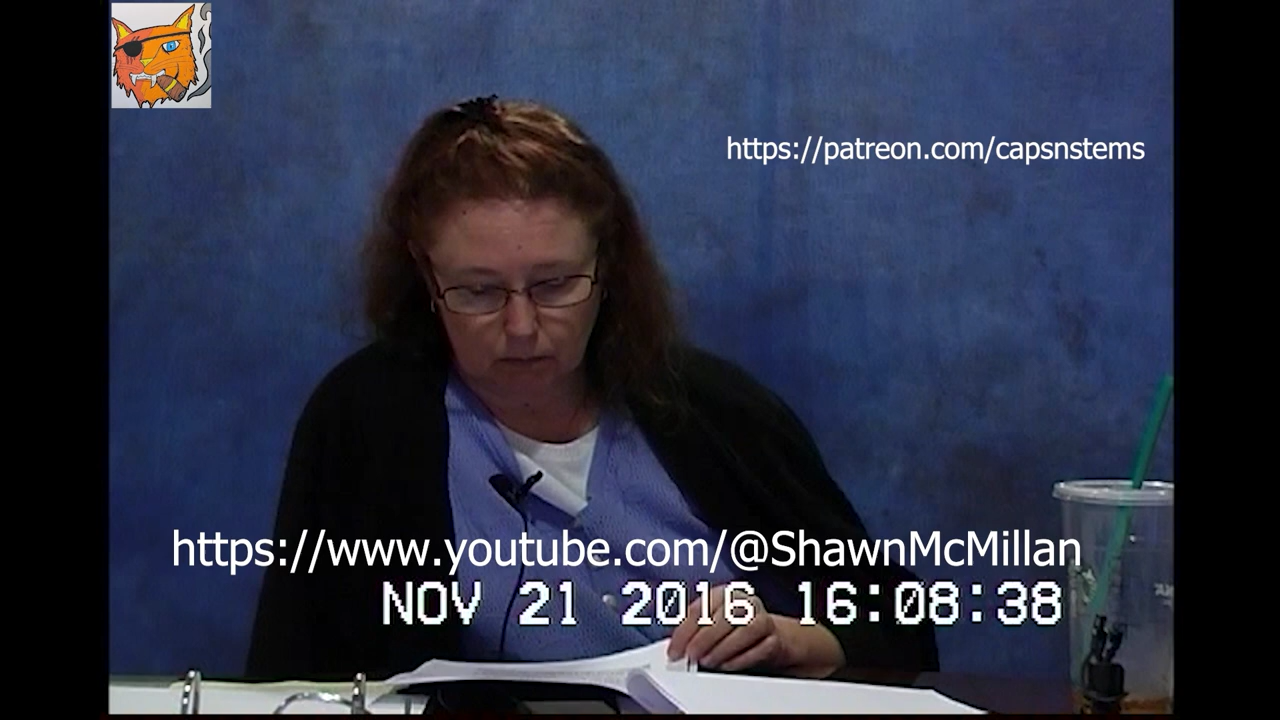 https://patreon.com/capsnstems
https://www.youtube.com/@ShawnMcMillan
NOV 21 2016 16:08:38